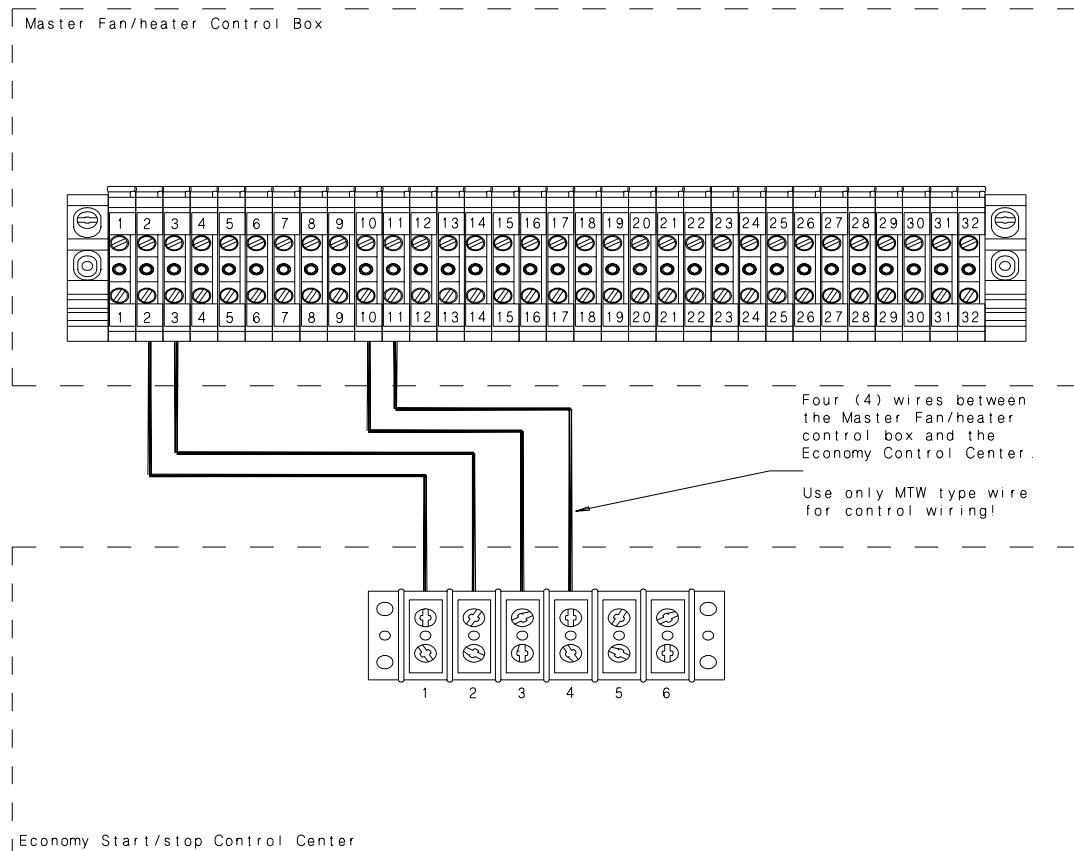 Master Fan/heater Control Box
1 2 3 4 5 6 7 8 9 10 11 12 13 14 15 16 17 18 19 20 21 22 23 24 25 26 27 28 29 30 31 32
1 2 3 4 5 6 7 8 9 10 11 12 13 14 15 16 17 18 19 20 21 22 23 24 25 26 27 28 29 30 31 32
Four (4) wires between
the Master Fan/heater
control box and the
Economy Control Center.
Use only MTW type wire
for control wiring!
1 2 3 4 5 6
Economy Start/stop Control Center